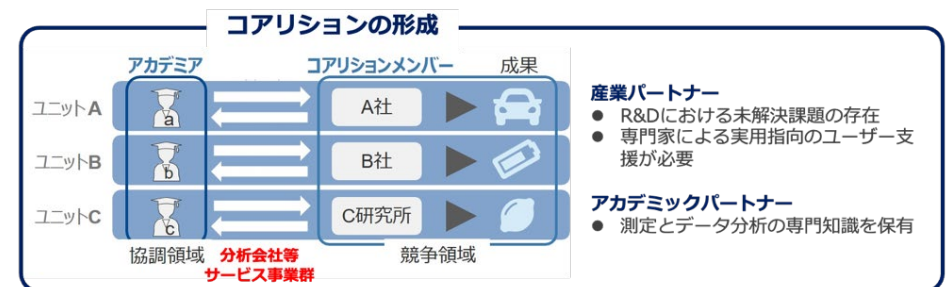 コアリションの形成
アカデミア
コアリションメンバー
成果
ユニットA
a
A社
ユニットB
b
B社
ユニットC
c
C研究所
協調領域
分析会社等
サービス事業群
競争領域
産業パートナー
● R&Dにおける未解決課題の存在
● 専門家による実用指向のユーザー支
援が必要
アカデミックパートナー
● 測定とデータ分析の専門知識を保有